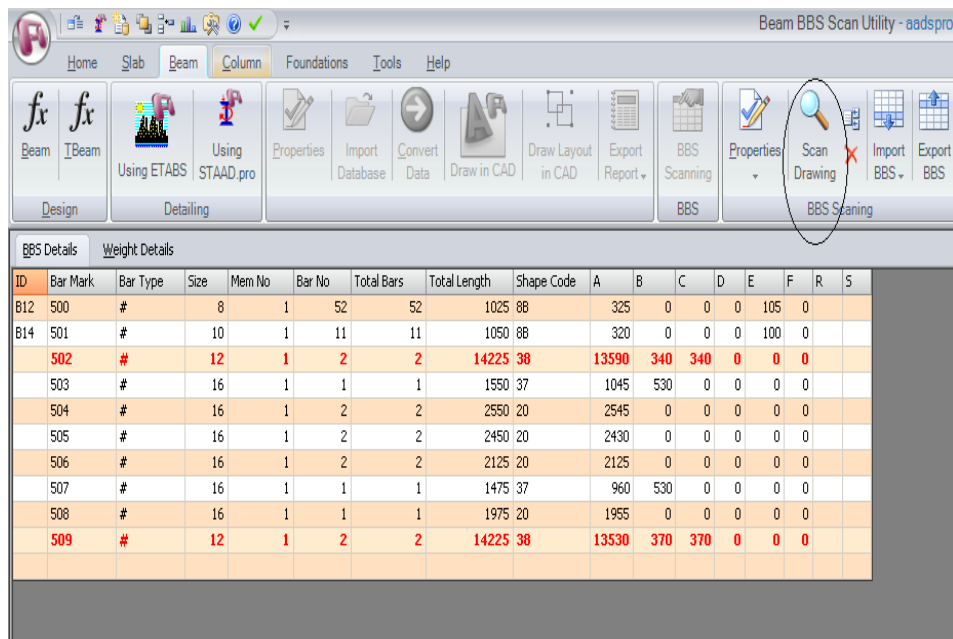 Beam BBS Scan Utility - aadspro
Home Slab Beam Column Foundations Tools Help
fx fx
Beam TBeam Using ETABS Using STAAD.pro Properties Import Database Convert Data Draw in CAD Draw Layout in CAD Export Report BBS Scanning Properties Scan Drawing Import BBS Export BBS
Design Detailing BBS BBS Scaning
BBS Details Weight Details
ID Bar Mark Bar Type Size Mem No Bar No Total Bars Total Length Shape Code A B C D E F R S
B12 500 # 8 1 52 52 1025 8B 325 0 0 0 105 0
B14 501 # 10 1 11 11 1050 8B 320 0 0 0 100 0
502 # 12 1 2 2 14225 38 13590 340 340 0 0 0
503 # 16 1 1 1 1550 37 1045 530 0 0 0 0
504 # 16 1 2 2 2550 20 2545 0 0 0 0 0
505 # 16 1 2 2 2450 20 2430 0 0 0 0 0
506 # 16 1 2 2 2125 20 2125 0 0 0 0 0
507 # 16 1 1 1 1475 37 960 530 0 0 0 0
508 # 16 1 1 1 1975 20 1955 0 0 0 0 0
509 # 12 1 2 2 14225 38 13530 370 370 0 0 0